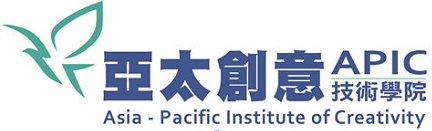 亞太創意 APIC
技術學院
Asia - Pacific Institute of Creativity